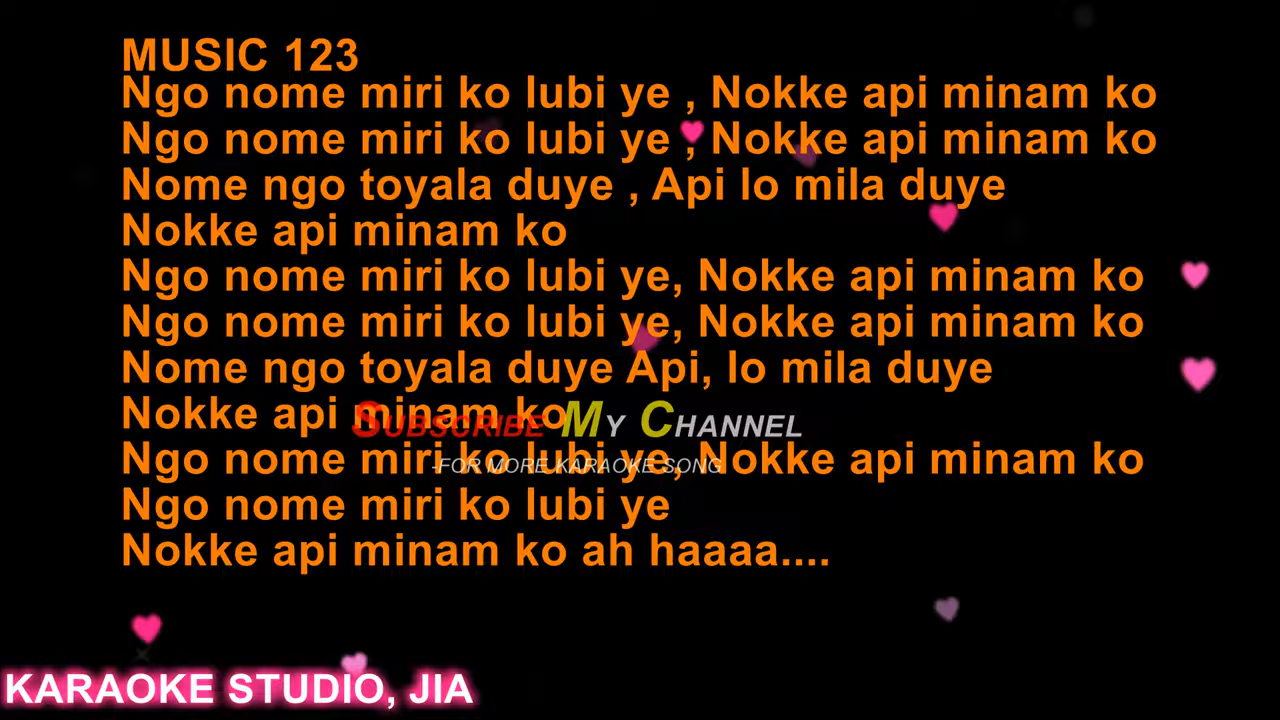 MUSIC 123
Ngo nome miri ko lubi ye , Nokke api minam ko
Ngo nome miri ko lubi ye , Nokke api minam ko
Nome ngo toyala duye , Api lo mila duye
Nokke api minam ko
Ngo nome miri ko lubi ye, Nokke api minam ko
Ngo nome miri ko lubi ye, Nokke api minam ko
Nome ngo toyala duye Api, lo mila duye
Nokke api minam ko
SUBSCRIBE MY CHANNEL
Ngo nome miri ko lubi ye, Nokke api minam ko
-FOR MORE KARAOKE SONG
Ngo nome miri ko lubi ye
Nokke api minam ko ah haaaa....
KARAOKE STUDIO, JIA